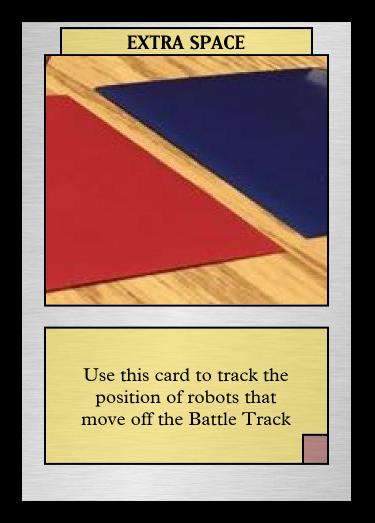 EXTRA SPACE
Use this card to track the
position of robots that
move off the Battle Track